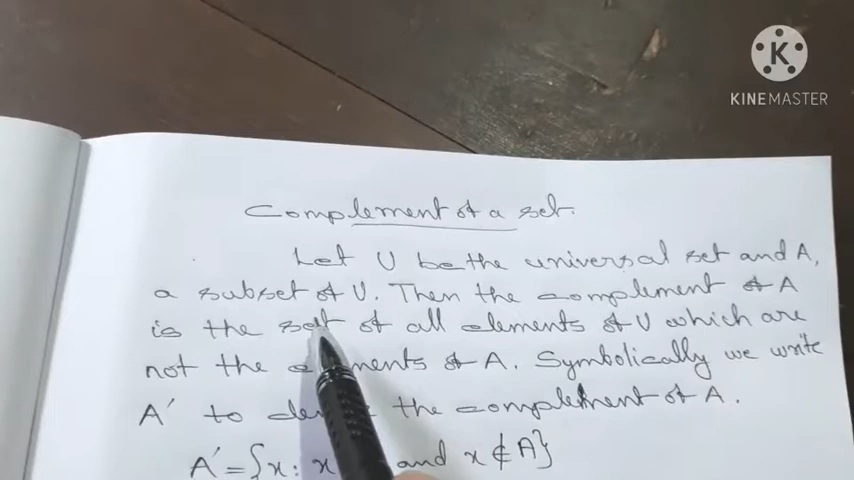 K
KINEMASTER
Complement of a set.
Let U be the universal set and A,
a subset of U. Then the complement of A
is the set of all elements of U which are
not the elements of A. Symbolically we write
A' to the complement of A.
A' = {x : x and x ∉ A}